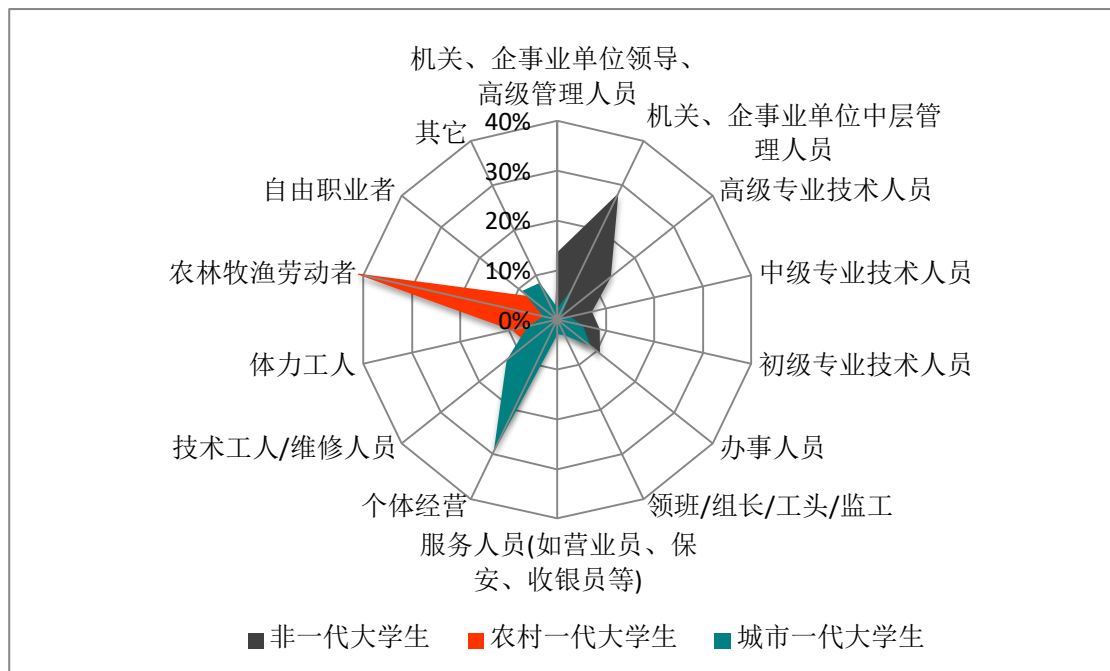 机关、企事业单位领导、
高级管理人员
机关、企事业单位中层管
理人员
高级专业技术人员
中级专业技术人员
初级专业技术人员
办事人员
领班/组长/工头/监工
服务人员(如营业员、保
安、收银员等)
个体经营
技术工人/维修人员
体力工人
农林牧渔劳动者
自由职业者
其它
40%
30%
20%
10%
0%
非一代大学生 农村一代大学生 城市一代大学生